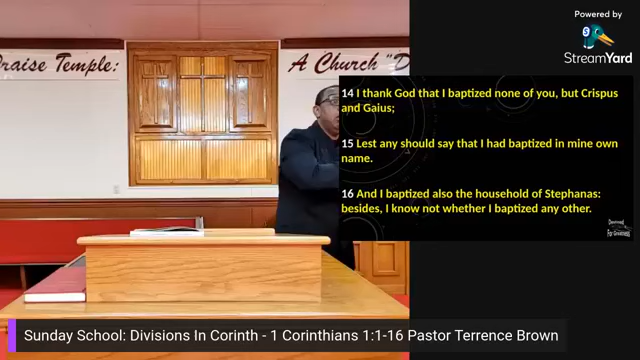 Powered by
StreamYard
Praise Temple:
A Church "D
14 I thank God that I baptized none of you, but Crispus
and Gaius;
15 Lest any should say that I had baptized in mine own
name.
16 And I baptized also the household of Stephanas:
besides, I know not whether I baptized any other.
For Greatness
Sunday School: Divisions In Corinth - 1 Corinthians 1:1-16 Pastor Terrence Brown